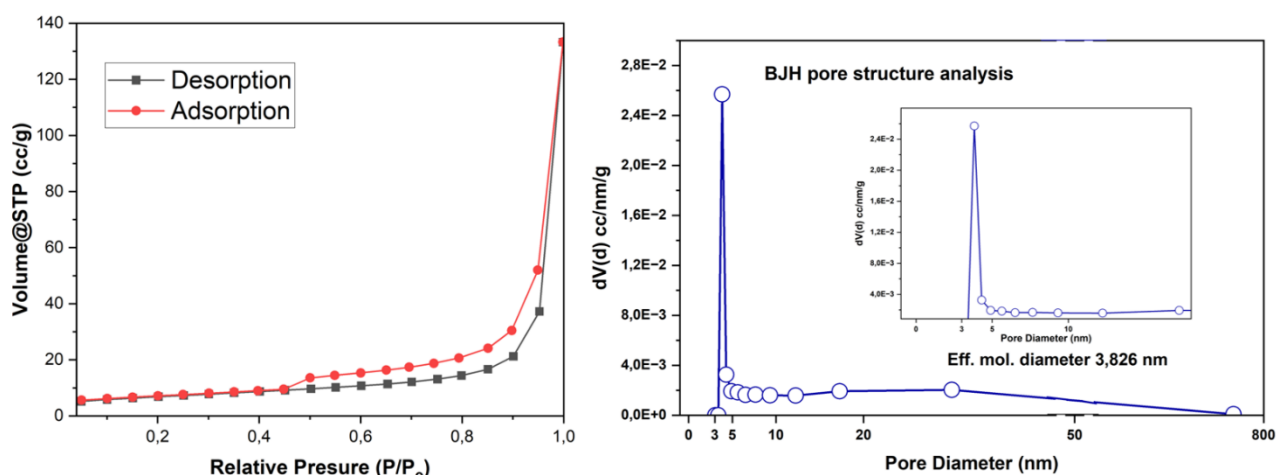 140
120
100
80
60
40
20
0
Volume@STP (cc/g)
Desorption
Adsorption
0,2
0,4
0,6
0,8
1,0
Relative Presure (P/P₀)
BJH pore structure analysis
2,8E−2
2,4E−2
2,0E−2
1,6E−2
1,2E−2
8,0E−3
4,0E−3
0,0E+0
dV(d) cc/nm/g
2,4E−2
1,6E−2
1,2E−2
8,0E−3
4,0E−3
dV(d) cc/nm/g
0
3
5
10
Pore Diameter (nm)
Eff. mol. diameter 3,826 nm
0
3
5
10
20
50
800
Pore Diameter (nm)